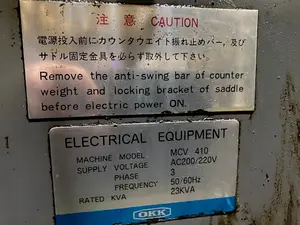 注意 CAUTION
電源投入前にカウンタウエイト振れ止めバー，及び
サドル固定金具を必らず取外して下さい。
Remove the anti-swing bar of counter
weight and locking bracket of saddle
before electric power ON.
1
ELECTRICAL EQUIPMENT
MACHINE MODEL MCV 410
SUPPLY VOLTAGE AC200/220V
PHASE 3
FREQUENCY 50/60Hz
RATED KVA 23KVA
OKK